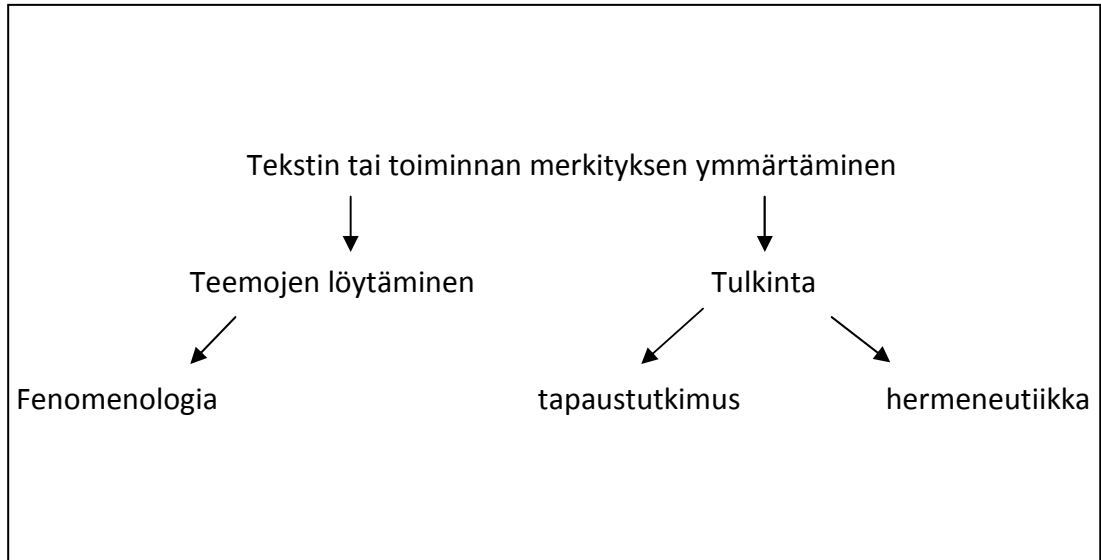 Tekstin tai toiminnan merkityksen ymmärtäminen
Teemojen löytäminen Tulkinta
Fenomenologia tapaustutkimus hermeneutiikka